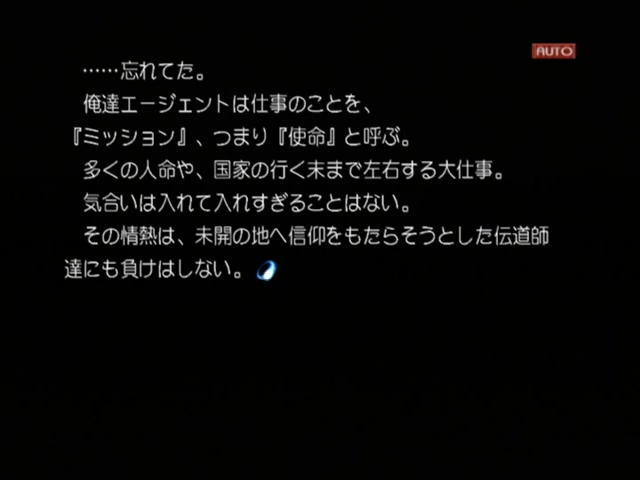 AUTO
……忘れてた。
俺達エージェントは仕事のことを、
『ミッション』、つまり『使命』と呼ぶ。
多くの人命や、国家の行く末まで左右する大仕事。
気合いは入れて入れすぎることはない。
その情熱は、未開の地へ信仰をもたらそうとした伝道師
達にも負けはしない。